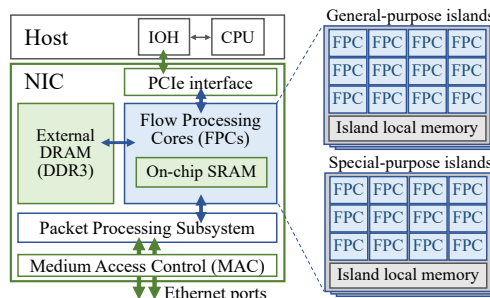 Host
IOH
CPU
NIC
PCIe interface
External
DRAM
(DDR3)
Flow Processing
Cores (FPCs)
On-chip SRAM
Packet Processing Subsystem
Medium Access Control (MAC)
Ethernet ports
General-purpose islands
FPC FPC FPC FPC
FPC FPC FPC FPC
FPC FPC FPC FPC
Island local memory
Special-purpose islands
FPC FPC FPC FPC
FPC FPC FPC FPC
FPC FPC FPC FPC
Island local memory